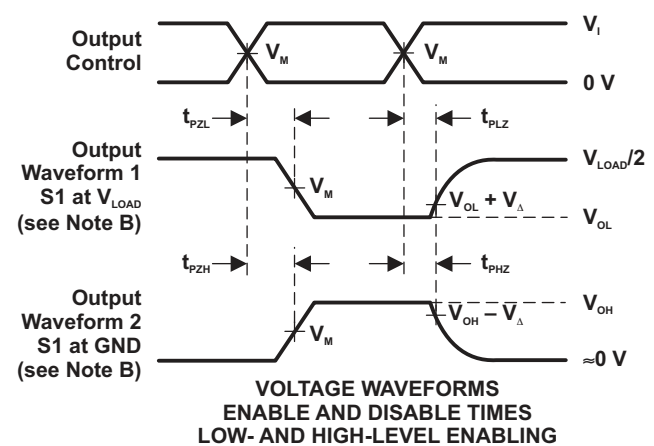 V_I
Output
Control
V_M
V_M
0 V
t_PZL
t_PLZ
Output
Waveform 1
S1 at V_LOAD
(see Note B)
V_LOAD/2
V_M
V_OL + V_Δ
V_OL
t_PZH
t_PHZ
Output
Waveform 2
S1 at GND
(see Note B)
V_OH
V_OH – V_Δ
V_M
≈0 V
VOLTAGE WAVEFORMS
ENABLE AND DISABLE TIMES
LOW- AND HIGH-LEVEL ENABLING